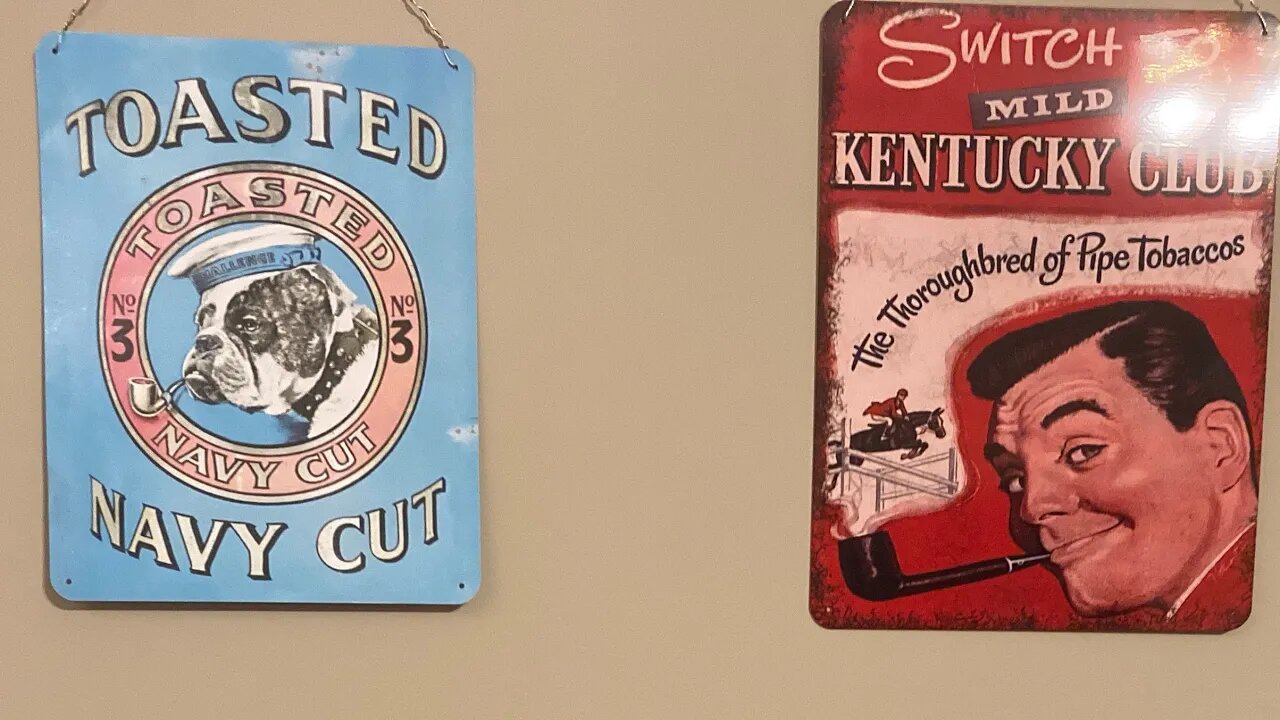 TOASTED
TOASTED
CHALLENGE
No 3
No 3
NAVY CUT
NAVY CUT
SWITCH TO
MILD
KENTUCKY CLUB
The Thoroughbred of Pipe Tobaccos